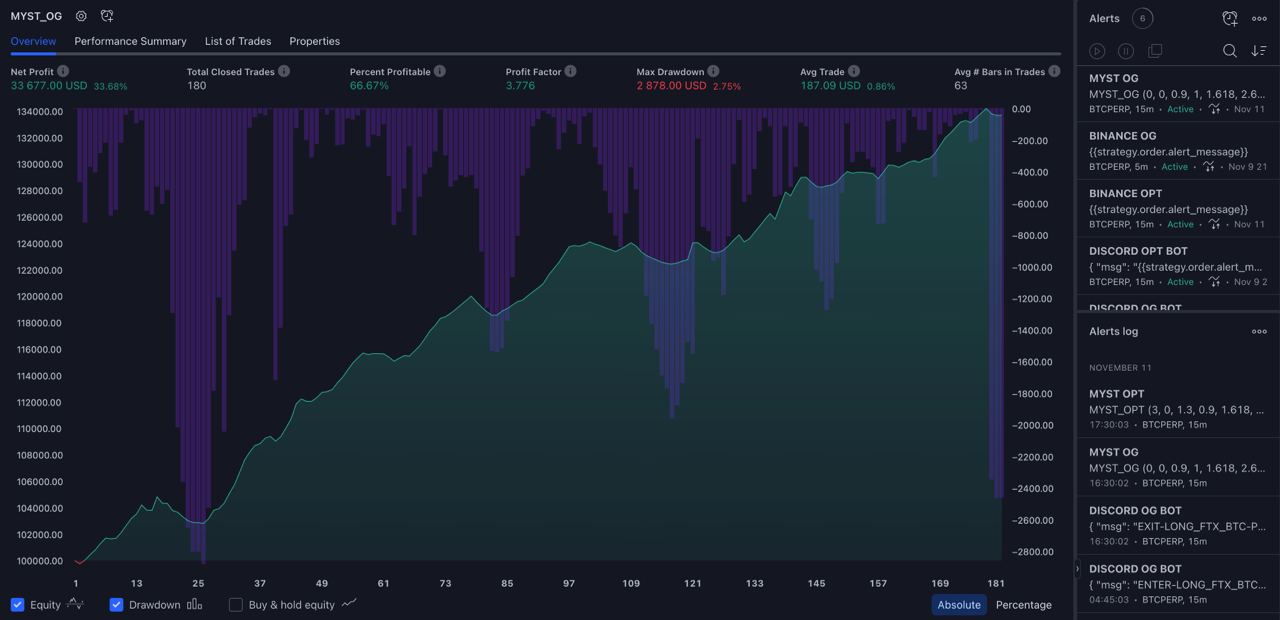 MYST_OG
Overview Performance Summary List of Trades Properties
Net Profit Total Closed Trades Percent Profitable Profit Factor Max Drawdown Avg Trade Avg # Bars in Trades
33 677.00 USD 33.68% 180 66.67% 3.776 2 878.00 USD 2.75% 187.09 USD 0.86% 63
134000.00
132000.00
130000.00
128000.00
126000.00
124000.00
122000.00
120000.00
118000.00
116000.00
114000.00
112000.00
110000.00
108000.00
106000.00
104000.00
102000.00
100000.00
0.00
−200.00
−400.00
−600.00
−800.00
−1000.00
−1200.00
−1400.00
−1600.00
−1800.00
−2000.00
−2200.00
−2400.00
−2600.00
−2800.00
1 13 25 37 49 61 73 85 97 109 121 133 145 157 169 181
Equity Drawdown Buy & hold equity Absolute Percentage
Alerts 6
MYST OG
MYST_OG (0, 0, 0.9, 1, 1.618, 2.6...
BTCPERP, 15m • Active • Nov 11
BINANCE OG
{{strategy.order.alert_message}}
BTCPERP, 5m • Active • Nov 9 21
BINANCE OPT
{{strategy.order.alert_message}}
BTCPERP, 15m • Active • Nov 11
DISCORD OPT BOT
{ "msg": "{{strategy.order.alert_m...
BTCPERP, 15m • Active • Nov 9 2
DISCORD OG BOT
Alerts log
NOVEMBER 11
MYST OPT
MYST_OPT (3, 0, 1.3, 0.9, 1.618, ...
17:30:03 • BTCPERP, 15m
MYST OG
MYST_OG (0, 0, 0.9, 1, 1.618, 2.6...
16:30:02 • BTCPERP, 15m
DISCORD OG BOT
{ "msg": "EXIT-LONG_FTX_BTC-P...
16:30:02 • BTCPERP, 15m
DISCORD OG BOT
{ "msg": "ENTER-LONG_FTX_BTC...
04:45:03 • BTCPERP, 15m